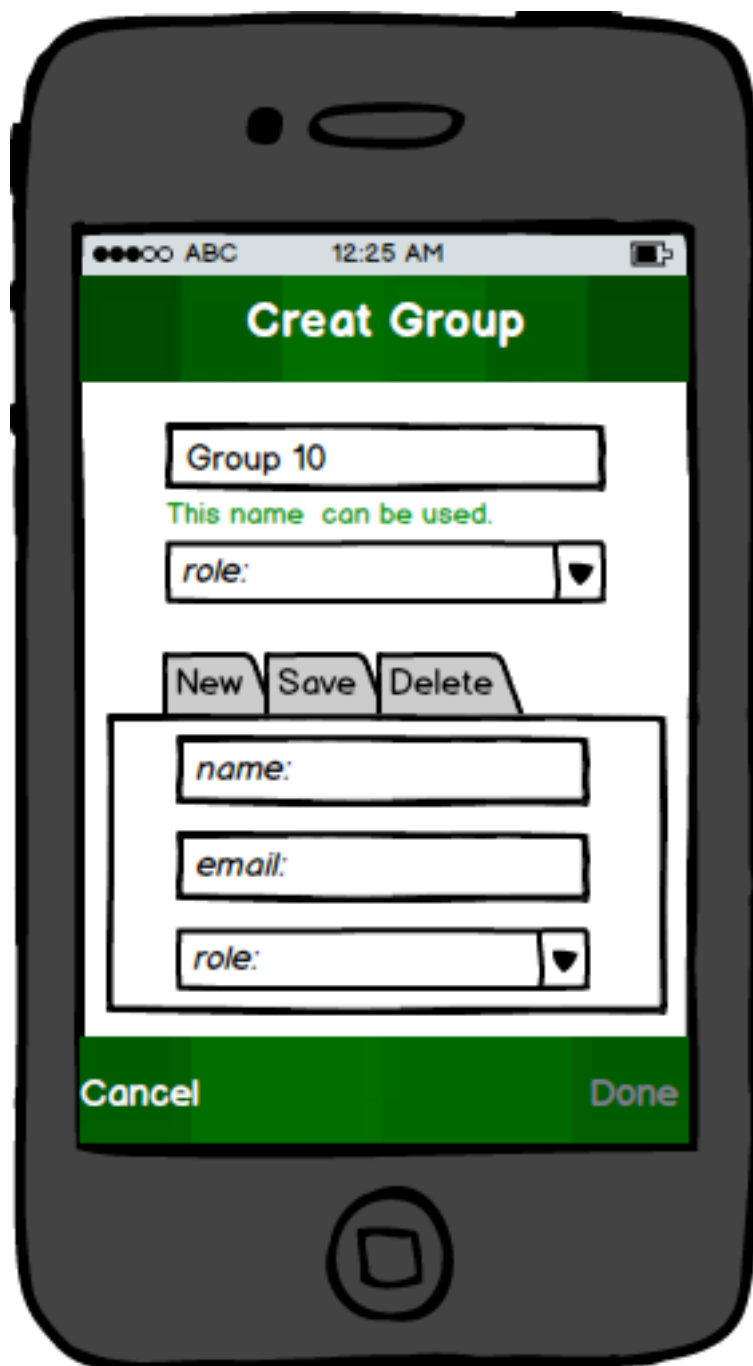 ABC 12:25 AM
Creat Group
Group 10
This name can be used.
role:
New Save Delete
name:
email:
role:
Cancel Done